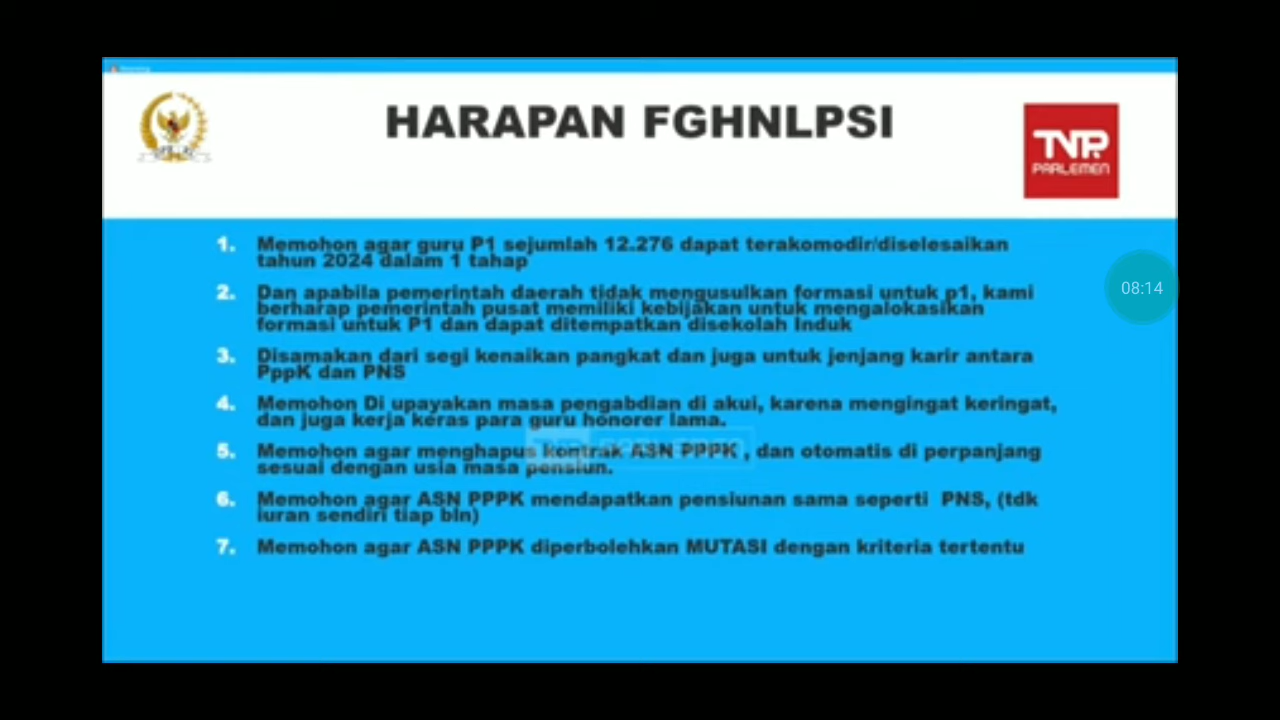 HARAPAN FGHNLPSI
TVP.
PARLEMEN
1. Memohon agar guru P1 sejumlah 12.276 dapat terakomodir/diselesaikan
tahun 2024 dalam 1 tahap
2. Dan apabila pemerintah daerah tidak mengusulkan formasi untuk p1, kami
berharap pemerintah pusat memiliki kebijakan untuk mengalokasikan
formasi untuk P1 dan dapat ditempatkan disekolah Induk
08:14
3. Disamakan dari segi kenaikan pangkat dan juga untuk jenjang karir antara
PppK dan PNS
4. Memohon Di upayakan masa pengabdian di akui, karena mengingat keringat,
dan juga kerja keras para guru honorer lama.
5. Memohon agar menghapus kontrak ASN PPPK , dan otomatis di perpanjang
sesuai dengan usia masa pensiun.
6. Memohon agar ASN PPPK mendapatkan pensiunan sama seperti PNS, (tdk
iuran sendiri tiap bln)
7. Memohon agar ASN PPPK diperbolehkan MUTASI dengan kriteria tertentu